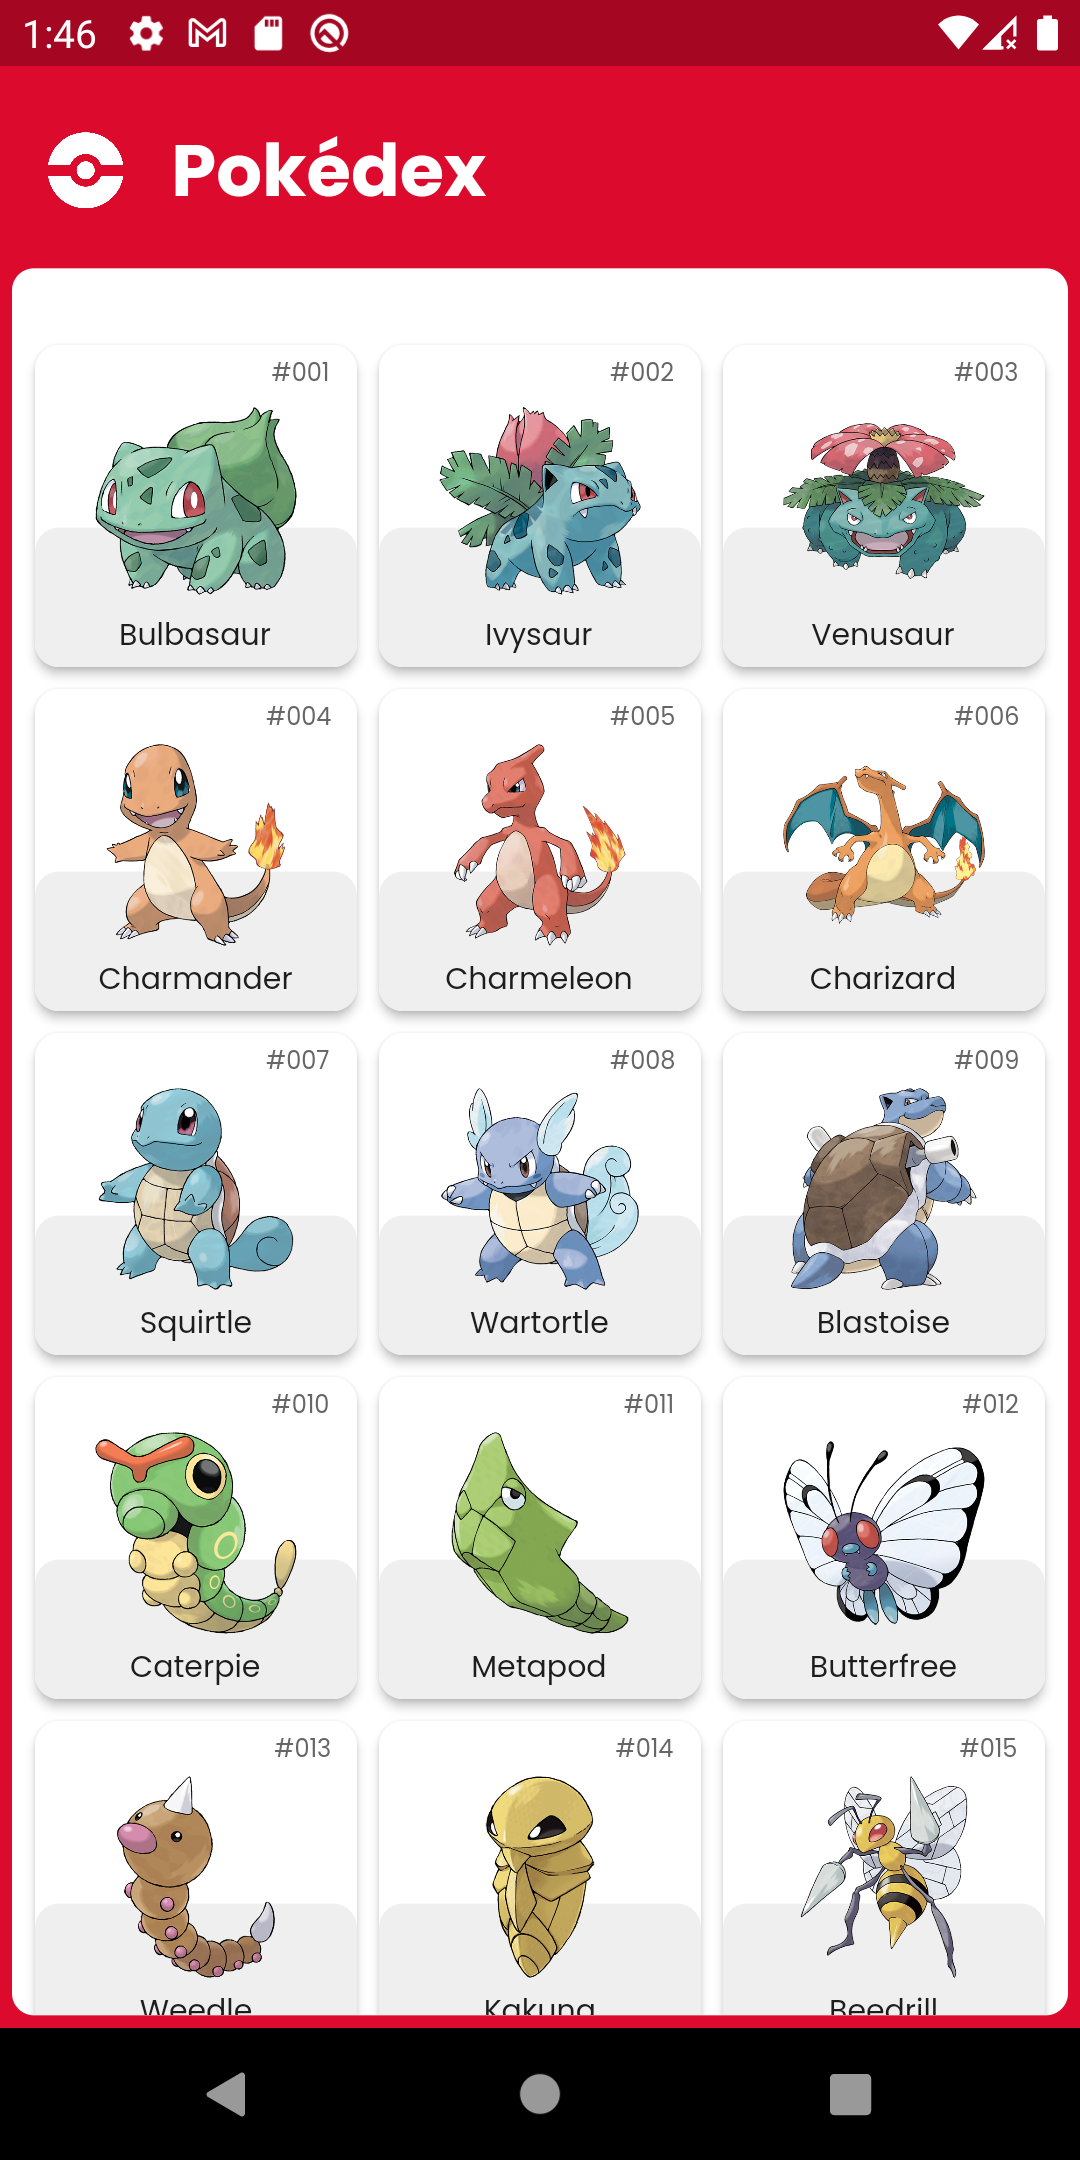 1:46
Pokédex
#001 #002 #003
Bulbasaur Ivysaur Venusaur
#004 #005 #006
Charmander Charmeleon Charizard
#007 #008 #009
Squirtle Wartortle Blastoise
#010 #011 #012
Caterpie Metapod Butterfree
#013 #014 #015
Weedle Kakuna Beedrill